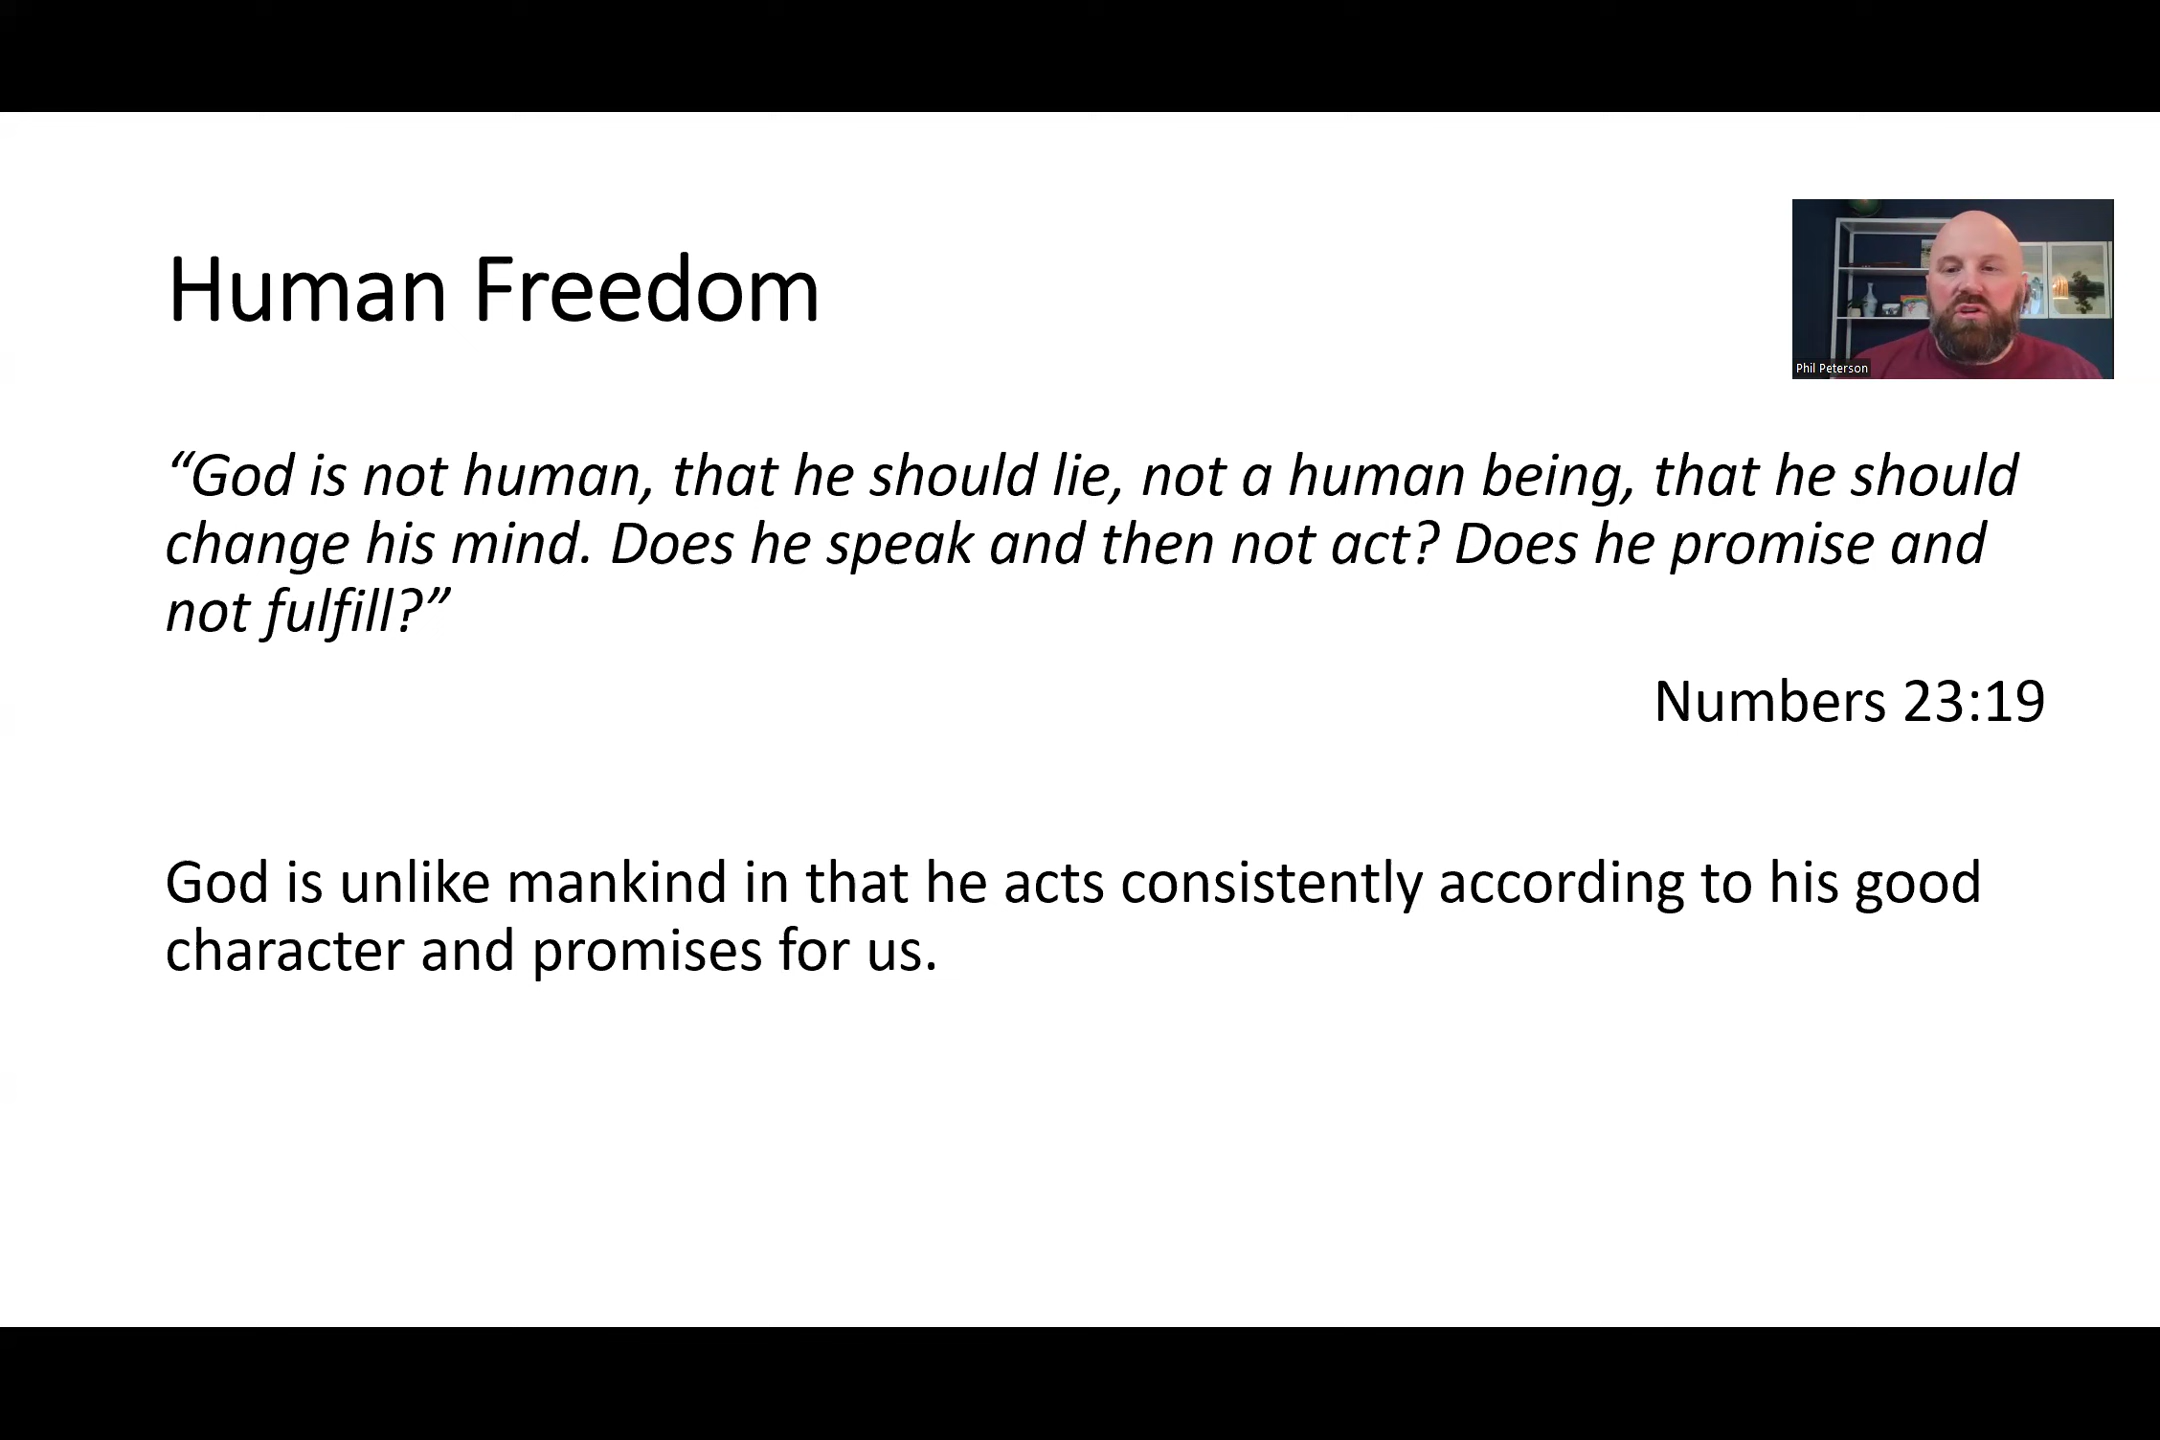 Human Freedom
Phil Peterson
“God is not human, that he should lie, not a human being, that he should
change his mind. Does he speak and then not act? Does he promise and
not fulfill?”
Numbers 23:19
God is unlike mankind in that he acts consistently according to his good
character and promises for us.